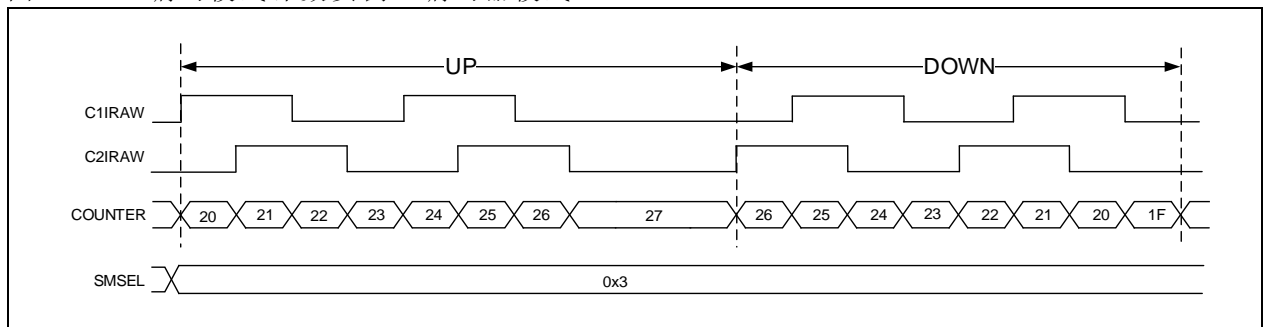 UP DOWN
C1IRAW
C2IRAW
COUNTER 20 21 22 23 24 25 26 27 26 25 24 23 22 21 20 1F
SMSEL 0x3